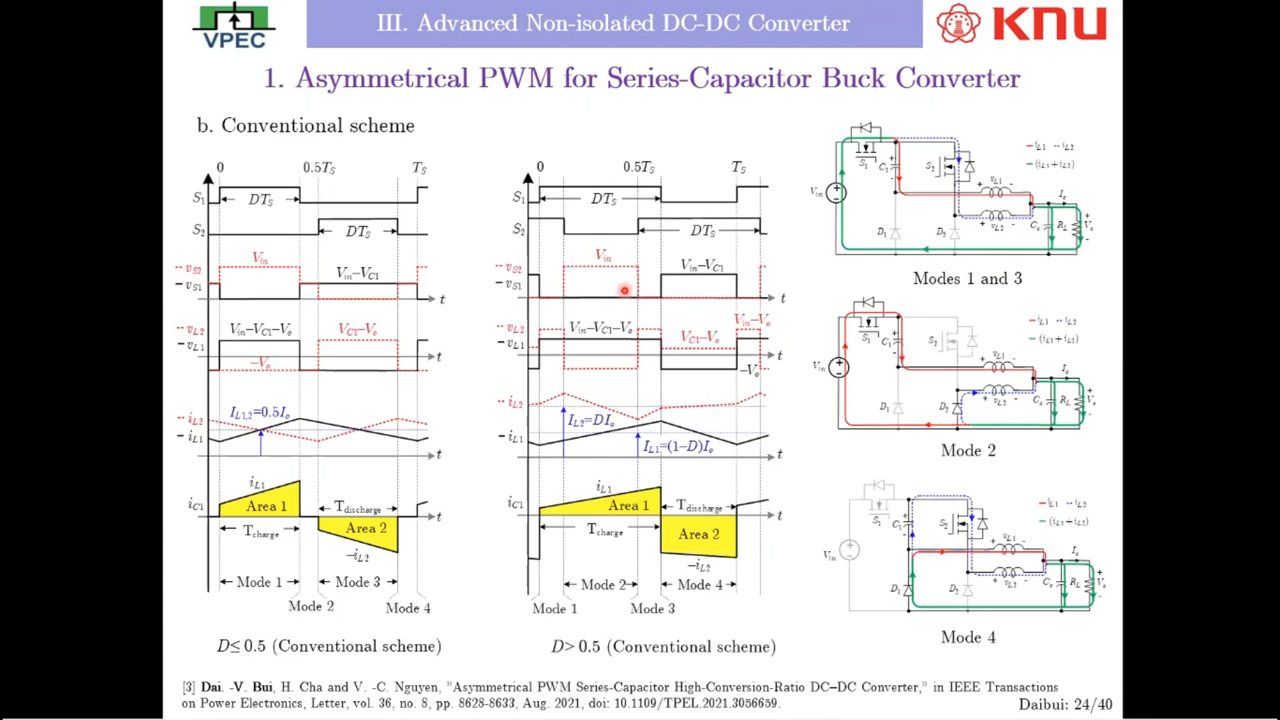 VPEC
III. Advanced Non-isolated DC-DC Converter
KNU
1. Asymmetrical PWM for Series-Capacitor Buck Converter
b. Conventional scheme
0 0.5TS TS
S1 DTS
S2 DTS
Vin
vS2
vS1
Vin−VC1
t
vL2
vL1
Vin−VC1−Vo
VC1−Vo
−Vo
t
iL2
iL1
IL1,2=0.5Io
t
iC1
iL1
Area 1
Tdischarge
Tcharge
Area 2
−iL2
t
Mode 1 Mode 3
Mode 2 Mode 4
D≤ 0.5 (Conventional scheme)
0 0.5TS TS
S1 DTS
S2 DTS
Vin
vS2
vS1
Vin−VC1
t
vL2
vL1
Vin−VC1−Vo
VC1−Vo
Vin−Vo
−Vo
t
iL2
iL1
IL2=DIo
IL1=(1−D)Io
t
iC1
iL1
Area 1
Tdischarge
Tcharge
Area 2
−iL2
t
Mode 2 Mode 4
Mode 1 Mode 3
D> 0.5 (Conventional scheme)
iL1 iL2
(iL1+iL2)
S1
S2
C1
vL1
Vin
Io
vL2
Co
RL
Vo
D1
D2
Modes 1 and 3
iL1 iL2
(iL1+iL2)
S1
S2
C1
vL1
Vin
Io
vL2
Co
RL
Vo
D1
D2
Mode 2
iL1 iL2
(iL1+iL2)
S1
S2
C1
vL1
Vin
Io
vL2
Co
RL
Vo
D1
D2
Mode 4
[3] Dai. -V. Bui, H. Cha and V. -C. Nguyen, "Asymmetrical PWM Series-Capacitor High-Conversion-Ratio DC–DC Converter," in IEEE Transactions
on Power Electronics, Letter, vol. 36, no. 8, pp. 8628-8633, Aug. 2021, doi: 10.1109/TPEL.2021.3056659.
Daibui: 24/40